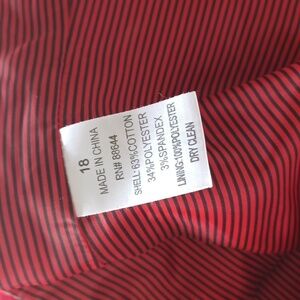 18
MADE IN CHINA
RN# 88644
SHELL: 63%COTTON
34%POLYESTER
3%SPANDEX
LINING:100%POLYESTER
DRY CLEAN